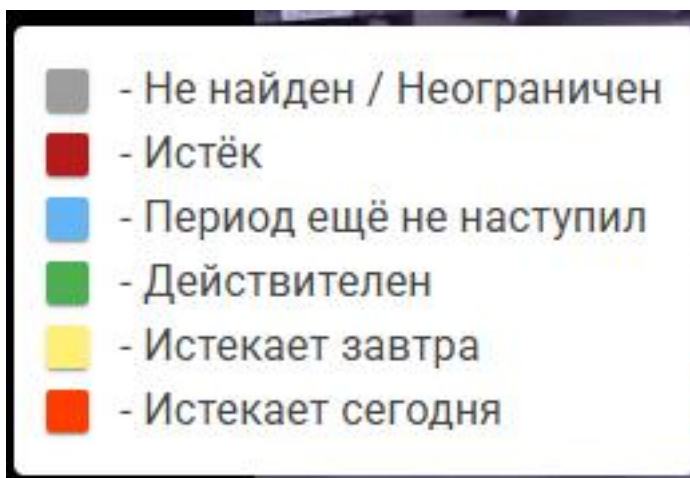 - Не найден / Неограничен
- Истёк
- Период ещё не наступил
- Действителен
- Истекает завтра
- Истекает сегодня